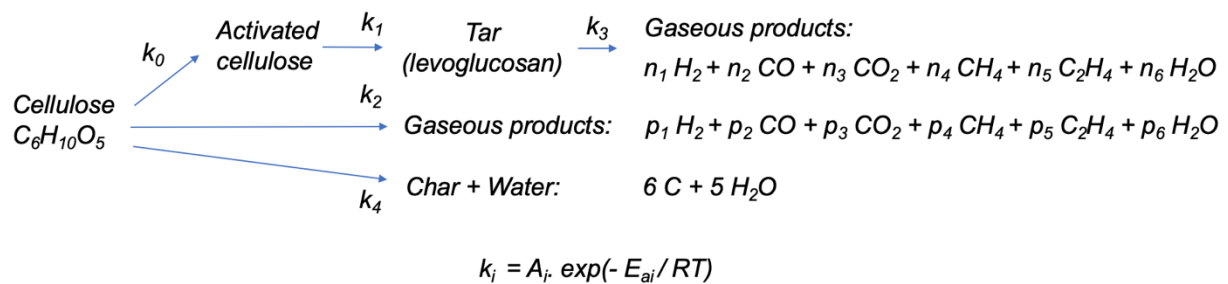 Activated
cellulose
k1
Tar
(levoglucosan)
k3
Gaseous products:
n1 H2 + n2 CO + n3 CO2 + n4 CH4 + n5 C2H4 + n6 H2O
k0
Cellulose
C6H10O5
k2
Gaseous products:
p1 H2 + p2 CO + p3 CO2 + p4 CH4 + p5 C2H4 + p6 H2O
k4
Char + Water:
6 C + 5 H2O
ki = Ai. exp(- Eai / RT)